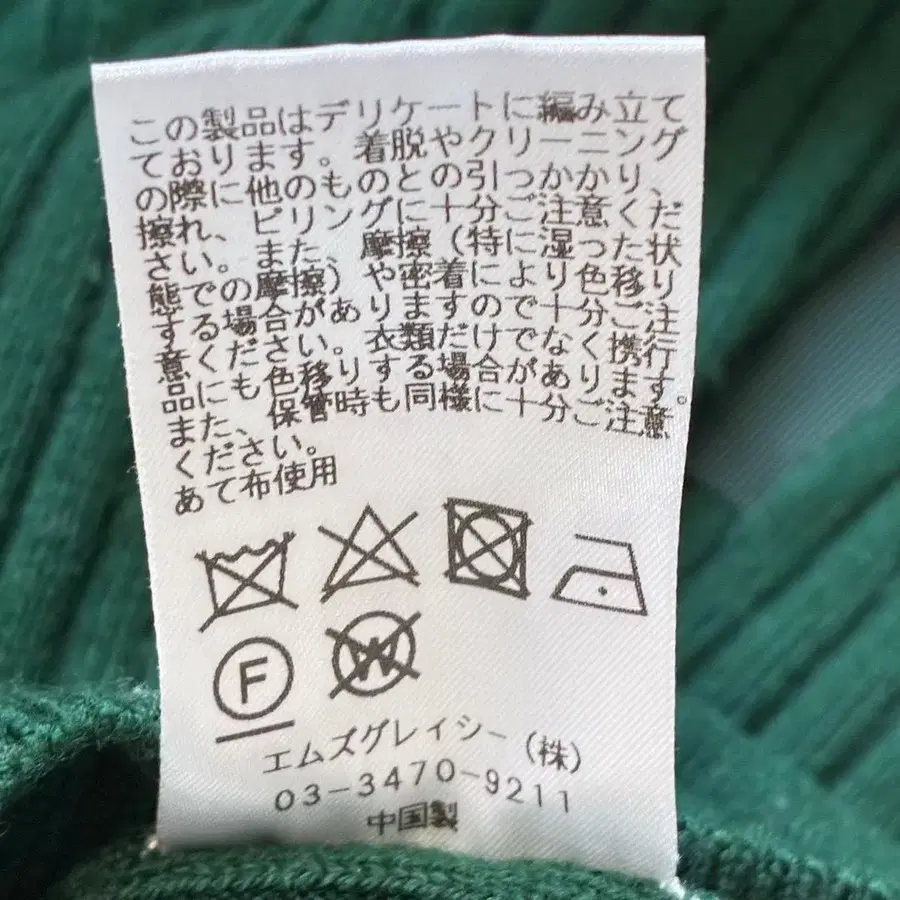 この製品はデリケートに編み立て
ております。着脱やクリーニング
の際に、他のものとの引っかかり、
擦れ、ピリングに十分ご注意くだ
さい。また、摩擦(特に湿った状
態での摩擦)や密着により色移り
する場合がありますので十分ご注
意ください。衣類だけでなくご携行
品にも色移りする場合があります。
また、保管時も同様に十分ご注意
ください。
あて布使用
F W
エムズグレイシー(株)
03-3470-9211
中国製